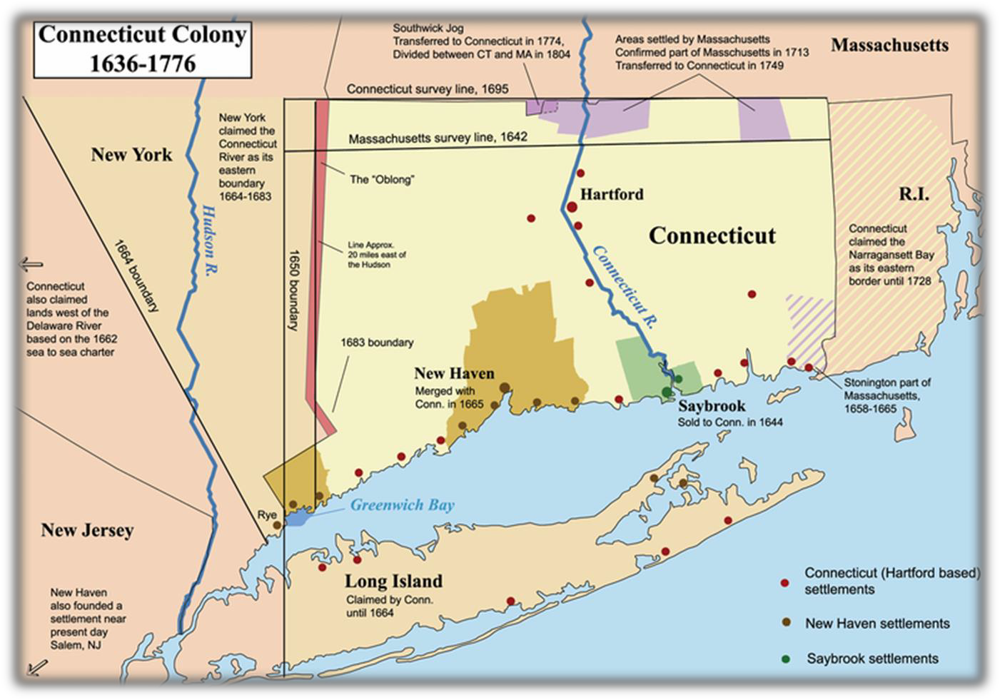 Connecticut Colony
1636-1776
Southwick Jog
Transferred to Connecticut in 1774,
Divided between CT and MA in 1804
Areas settled by Massachusetts
Confirmed part of Masschusetts in 1713
Transferred to Connecticut in 1749
Massachusetts
Connecticut survey line, 1695
New York
claimed the
Connecticut
River as its
eastern
boundary
1664-1683
Massachusetts survey line, 1642
New York
The "Oblong"
Hartford
R.I.
Hudson R.
Connecticut
Connecticut
claimed the
Narragansett Bay
as its eastern
border until 1728
1664 boundary
1650 boundary
Line Approx.
20 miles east of
the Hudson
Connecticut R.
Connecticut
also claimed
lands west of the
Delaware River
based on the 1662
sea to sea charter
1683 boundary
New Haven
Merged with
Conn. in 1665
Stonington part of
Massachusetts,
1658-1665
Saybrook
Sold to Conn. in 1644
Greenwich Bay
Rye
New Jersey
Long Island
Claimed by Conn.
until 1664
New Haven
also founded a
settlement near
present day
Salem, NJ
Connecticut (Hartford based)
settlements
New Haven settlements
Saybrook settlements